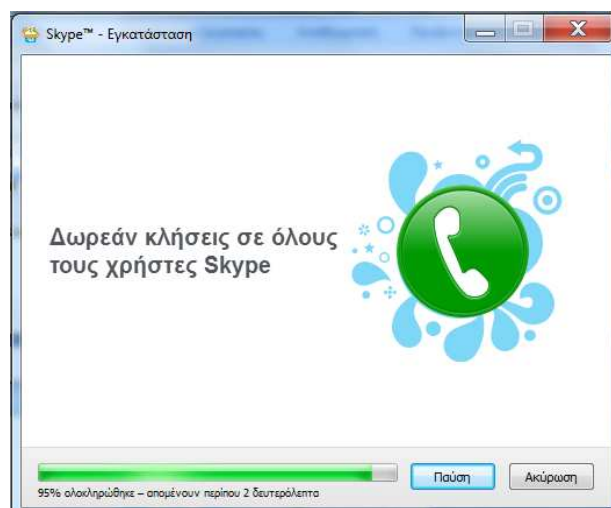 Skype™ - Εγκατάσταση
Δωρεάν κλήσεις σε όλους
τους χρήστες Skype
Παύση
Ακύρωση
95% ολοκληρώθηκε – απομένουν περίπου 2 δευτερόλεπτα